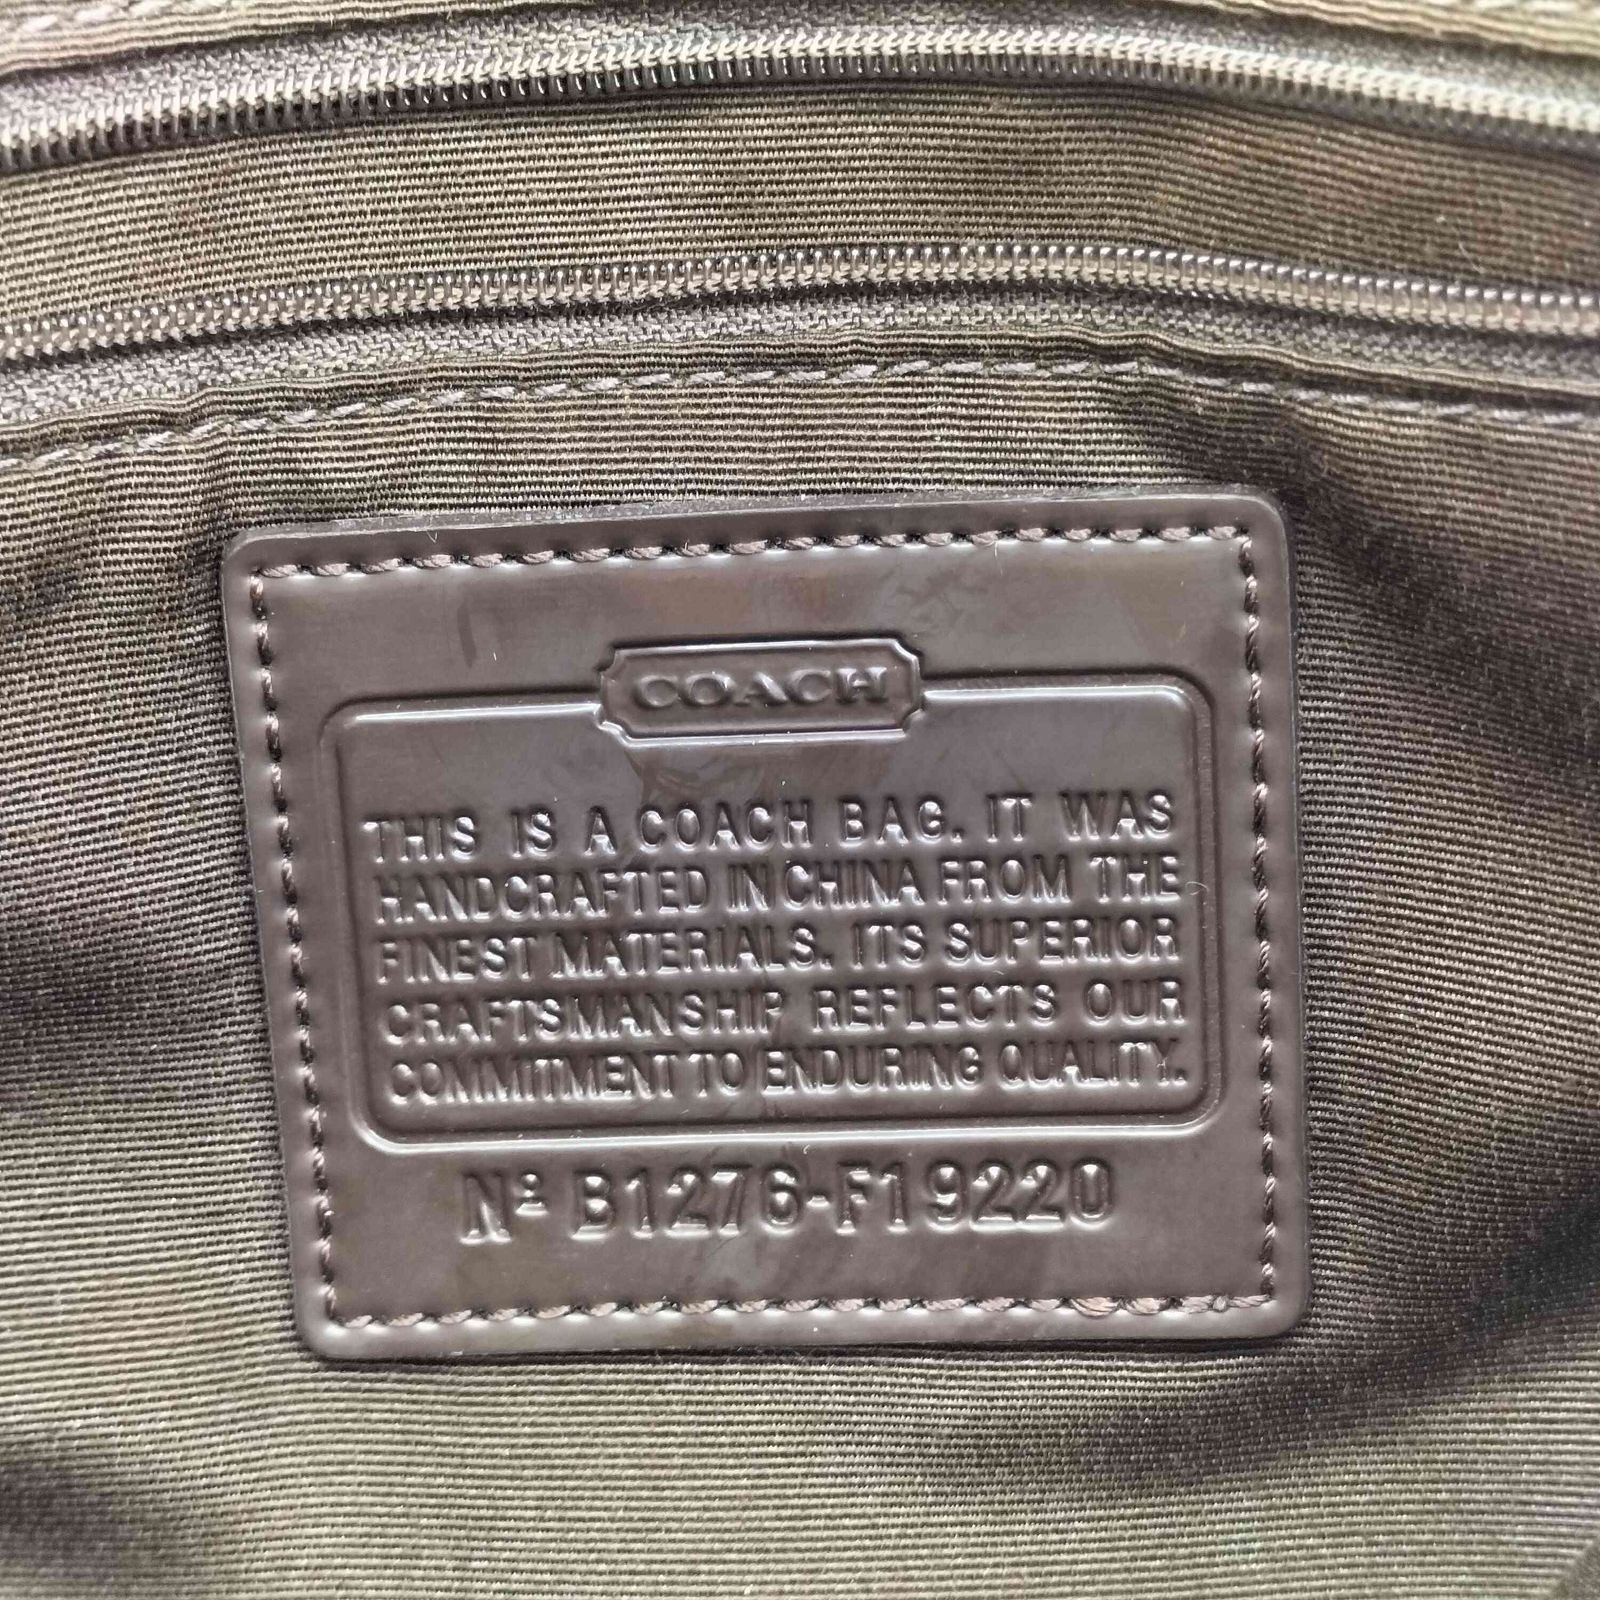 COACH
THIS IS A COACH BAG. IT WAS
HANDCRAFTED IN CHINA FROM THE
FINEST MATERIALS. ITS SUPERIOR
CRAFTSMANSHIP REFLECTS OUR
COMMITMENT TO ENDURING QUALITY.
Nº B1276-F19220